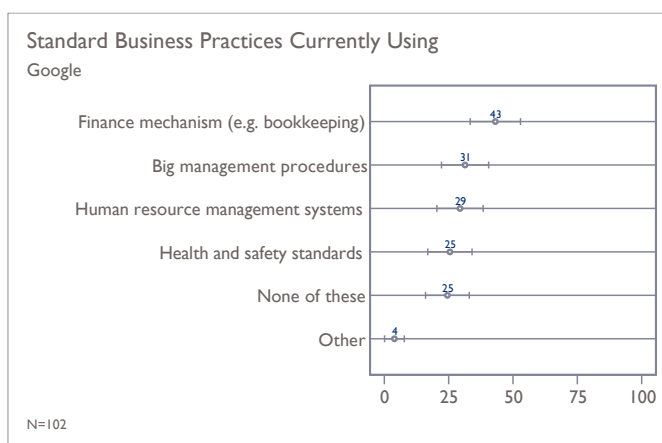 Standard Business Practices Currently Using
Google
Finance mechanism (e.g. bookkeeping)
43
Big management procedures
31
Human resource management systems
29
Health and safety standards
25
None of these
25
Other
4
0 25 50 75 100
N=102